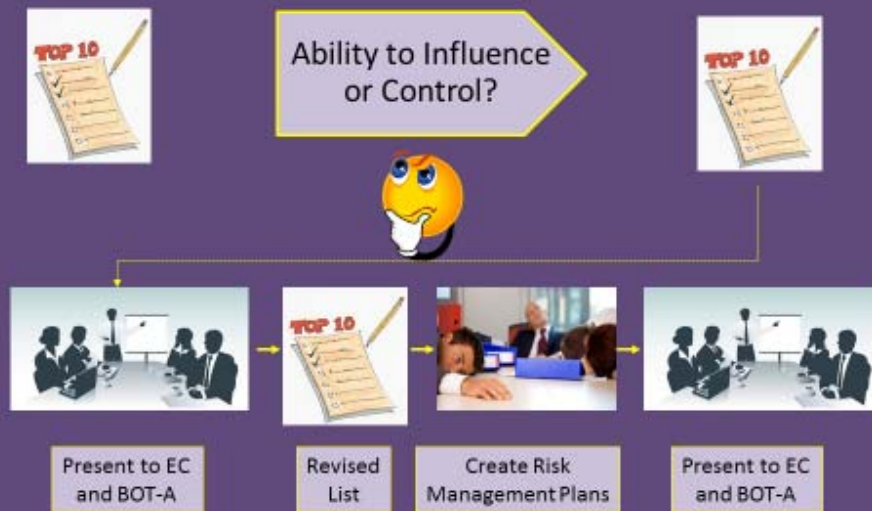 TOP 10
Ability to Influence
or Control?
TOP 10
TOP 10
Present to EC
and BOT-A
Revised
List
Create Risk
Management Plans
Present to EC
and BOT-A